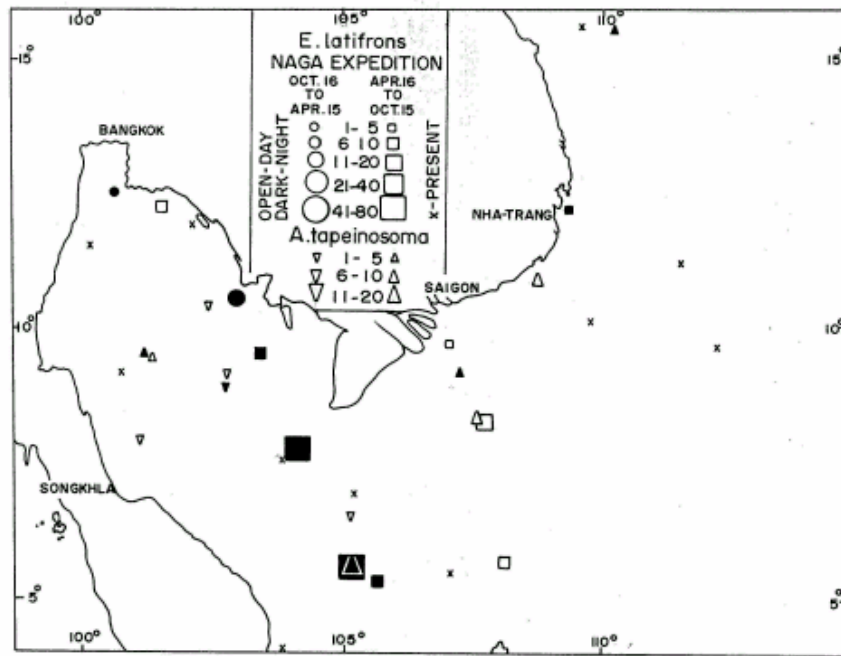 100° 105° 110°
15° 15°
E. latifrons
NAGA EXPEDITION
OCT. 16 APR. 16
TO TO
APR. 15 OCT. 15
OPEN-DAY
DARK-NIGHT
1- 5
6-10
11-20
21-40
41-80
x-PRESENT
A. tapeinosoma
1- 5
6-10
11-20
BANGKOK
NHA-TRANG
SAIGON
10° 10°
SONGKHLA
5° 5°
100° 105° 110°